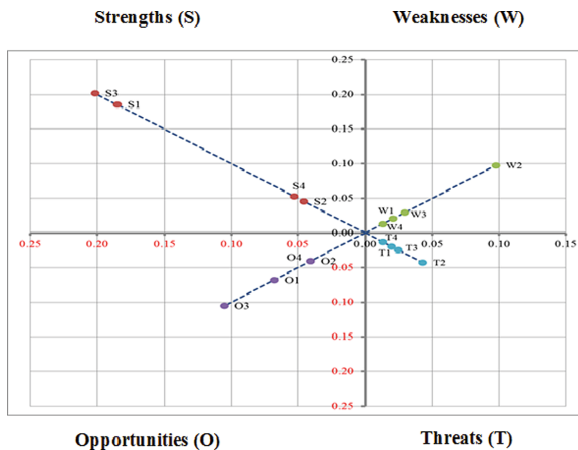 Strengths (S) Weaknesses (W)
0.25
S3 0.20
S1
0.15
0.10 W2
S4 0.05
S2 W1 W3
W4
0.00
0.25 0.20 0.15 0.10 0.05 0.00 0.05 0.10 0.15
T4
O4 O2 T1 T3
0.05 T2
O1
O3 0.10
0.15
0.20
0.25
Opportunities (O) Threats (T)